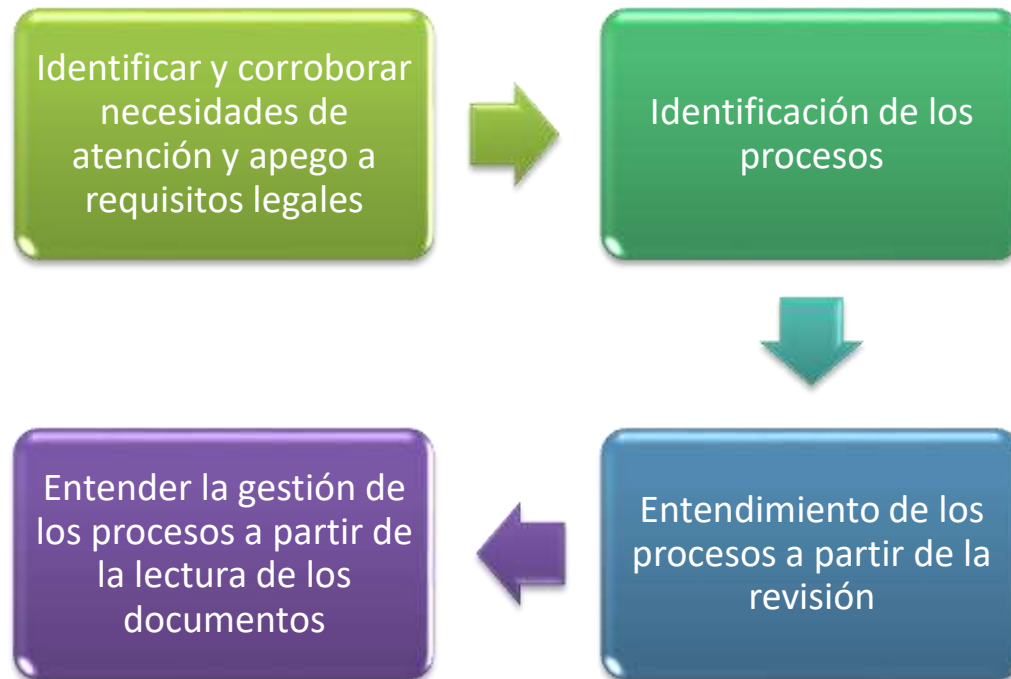 Identificar y corroborar
necesidades de
atención y apego a
requisitos legales
Identificación de los
procesos
Entendimiento de los
procesos a partir de la
revisión
Entender la gestión de
los procesos a partir de
la lectura de los
documentos